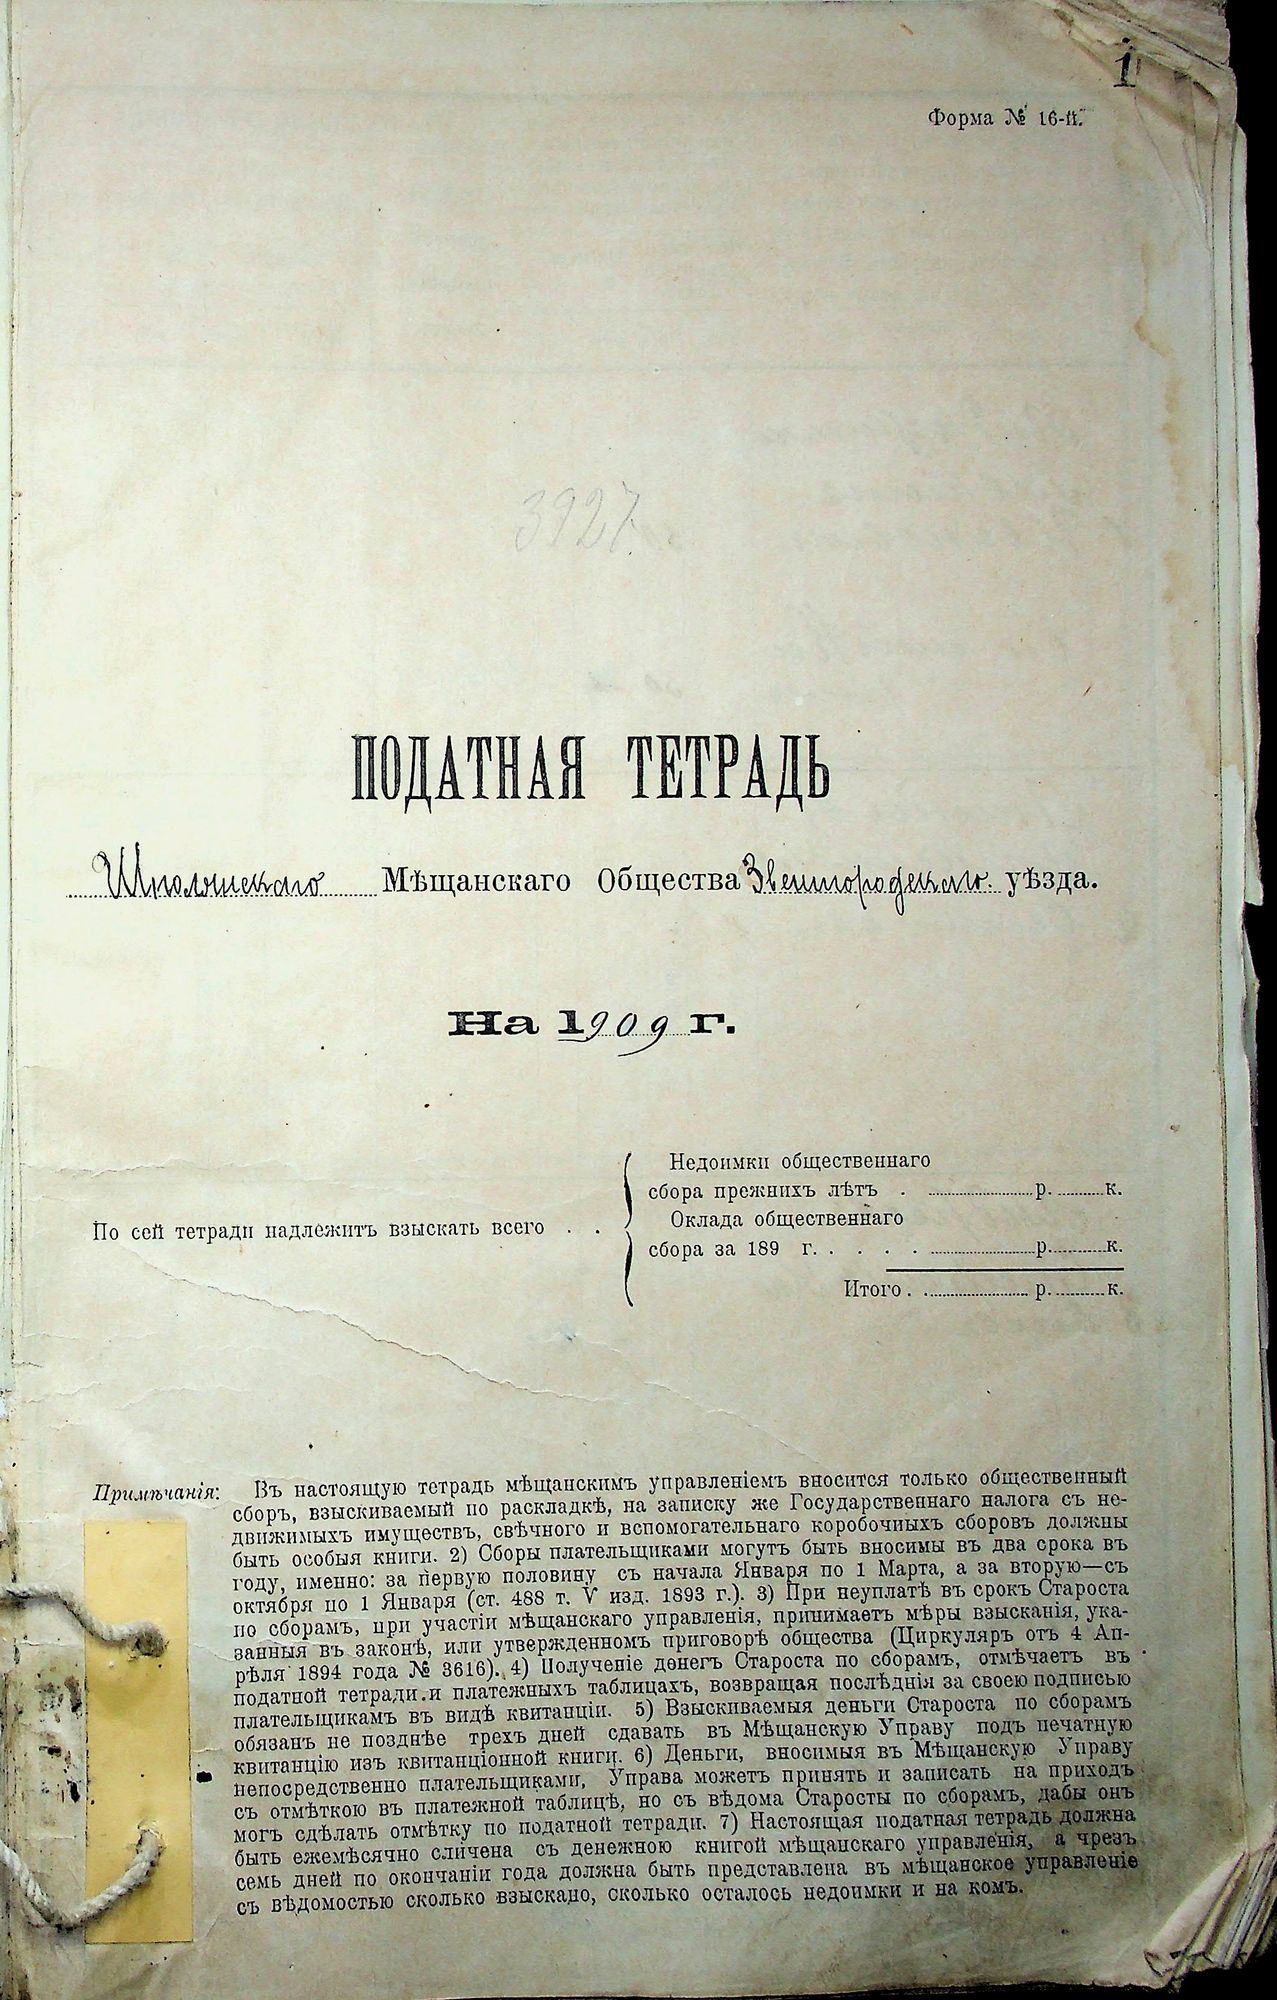 1
Форма № 16-й.
3927
ПОДАТНАЯ ТЕТРАДЬ
Шполянскаго Мѣщанскаго Общества Звенигородскаго уѣзда.
На 1909 г.
Недоимки общественнаго
сбора прежнихъ лѣтъ . р. к.
По сей тетради надлежитъ взыскать всего . .
Оклада общественнаго
сбора за 189 г. . . . . р. к.
Итого . . р. к.
Примѣчанія: Въ настоящую тетрадь мѣщанскимъ управленіемъ вносится только общественный
сборъ, взыскиваемый по раскладкѣ, на записку же Государственнаго налога съ не-
движимыхъ имуществъ, свѣчного и вспомогательнаго коробочныхъ сборовъ должны
быть особыя книги. 2) Сборы плательщиками могутъ быть вносимы въ два срока въ
году, именно: за первую половину съ начала Января по 1 Марта, а за вторую—съ
октября по 1 Января (ст. 488 т. V изд. 1893 г.). 3) При неуплатѣ въ срокъ Староста
по сборамъ, при участіи мѣщанскаго управленія, принимаетъ мѣры взысканія, ука-
занныя въ законѣ, или утвержденномъ приговорѣ общества (Циркуляръ отъ 4 Ап-
рѣля 1894 года № 3616). 4) Полученіе денегъ Староста по сборамъ, отмѣчаетъ въ
податной тетради и платежныхъ таблицахъ, возвращая послѣднія за своею подписью
плательщикамъ въ видѣ квитанціи. 5) Взыскиваемыя деньги Староста по сборамъ
обязанъ не позднѣе трехъ дней сдавать въ Мѣщанскую Управу подъ печатную
квитанцію изъ квитанціонной книги. 6) Деньги, вносимыя въ Мѣщанскую Управу
непосредственно плательщиками, Управа можетъ принять и записать на приходъ
съ отмѣткою въ платежной таблицѣ, но съ вѣдома Старосты по сборамъ, дабы онъ
могъ сдѣлать отмѣтку по податной тетради. 7) Настоящая податная тетрадь должна
быть ежемѣсячно сличена съ денежною книгой мѣщанскаго управленія, а чрезъ
семь дней по окончаніи года должна быть представлена въ мѣщанское управленіе
съ вѣдомостью сколько взыскано, сколько осталось недоимки и на комъ.